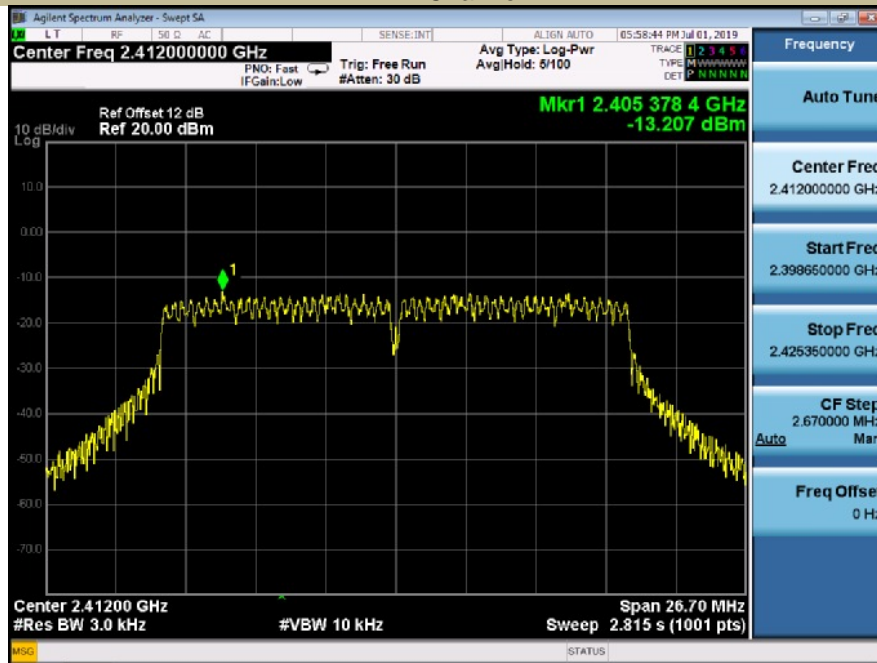 Agilent Spectrum Analyzer - Swept SA
LXI LT RF 50 Ω AC SENSE:INT ALIGN AUTO 05:58:44 PM Jul 01, 2019
Center Freq 2.412000000 GHz
PNO: Fast
IFGain:Low
Trig: Free Run
#Atten: 30 dB
Avg Type: Log-Pwr
Avg|Hold: 6/100
TRACE 1 2 3 4 5 6
TYPE M WWWWW
DET P N N N N N
Frequency
Mkr1 2.405 378 4 GHz
-13.207 dBm
Ref Offset 12 dB
Ref 20.00 dBm
10 dB/div
Log
10.0
0.00
-10.0
-20.0
-30.0
-40.0
-50.0
-60.0
-70.0
1
Center 2.41200 GHz
Span 26.70 MHz
#Res BW 3.0 kHz
#VBW 10 kHz
Sweep 2.815 s (1001 pts)
MSG
STATUS
Auto Tune
Center Freq
2.412000000 GHz
Start Freq
2.398650000 GHz
Stop Freq
2.425350000 GHz
CF Step
2.670000 MHz
Auto Man
Freq Offset
0 Hz